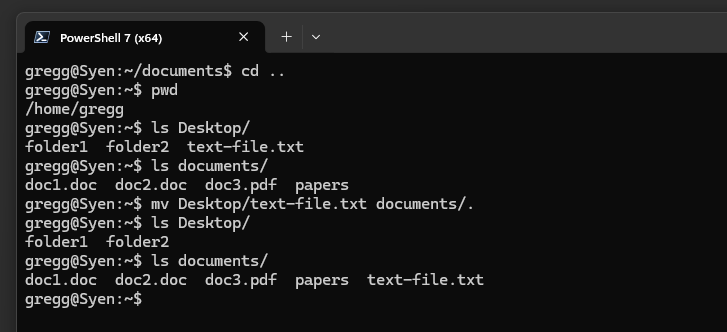 PowerShell 7 (x64)
gregg@Syen:~/documents$ cd ..
gregg@Syen:~$ pwd
/home/gregg
gregg@Syen:~$ ls Desktop/
folder1  folder2  text-file.txt
gregg@Syen:~$ ls documents/
doc1.doc  doc2.doc  doc3.pdf  papers
gregg@Syen:~$ mv Desktop/text-file.txt documents/.
gregg@Syen:~$ ls Desktop/
folder1  folder2
gregg@Syen:~$ ls documents/
doc1.doc  doc2.doc  doc3.pdf  papers  text-file.txt
gregg@Syen:~$